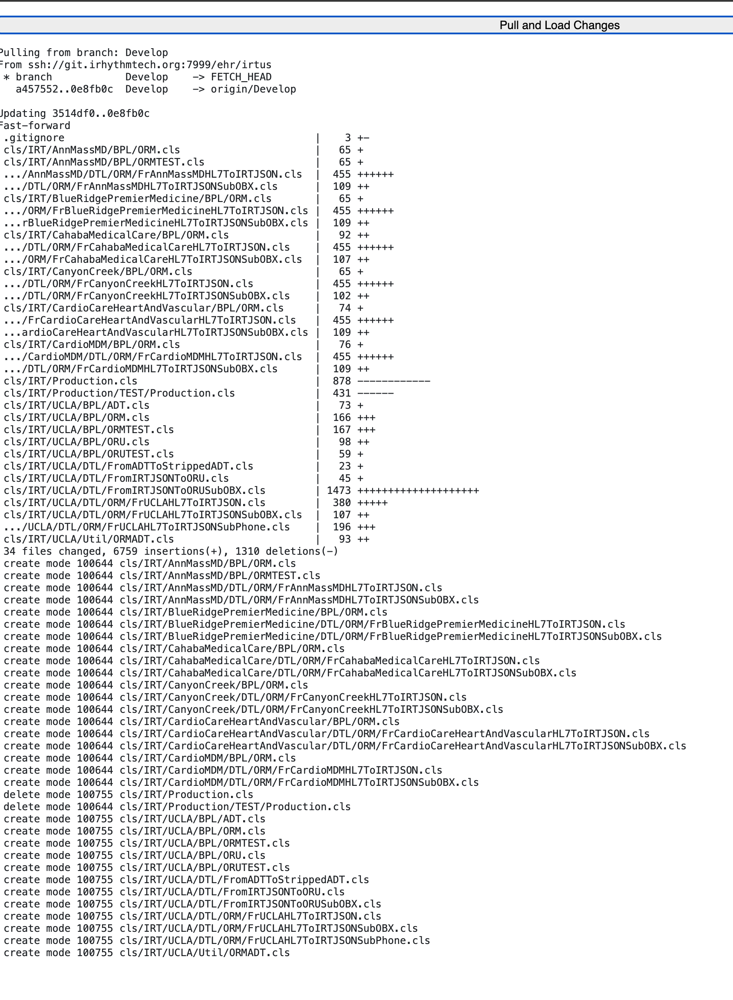 Pull and Load Changes
Pulling from branch: Develop
From ssh://git.irhythmtech.org:7999/ehr/irtus
 * branch            Develop    -> FETCH_HEAD
   a457552..0e8fb0c  Develop    -> origin/Develop
Updating 3514df0..0e8fb0c
Fast-forward
 .gitignore                                         |    3 +-
 cls/IRT/AnnMassMD/BPL/ORM.cls                      |   65 +
 cls/IRT/AnnMassMD/BPL/ORMTEST.cls                  |   65 +
 .../AnnMassMD/DTL/ORM/FrAnnMassMDHL7ToIRTJSON.cls  |  455 ++++++
 .../DTL/ORM/FrAnnMassMDHL7ToIRTJSONSubOBX.cls      |  109 ++
 cls/IRT/BlueRidgePremierMedicine/BPL/ORM.cls       |   65 +
 .../ORM/FrBlueRidgePremierMedicineHL7ToIRTJSON.cls |  455 ++++++
 ...rBlueRidgePremierMedicineHL7ToIRTJSONSubOBX.cls |  109 ++
 cls/IRT/CahabaMedicalCare/BPL/ORM.cls              |   92 ++
 .../DTL/ORM/FrCahabaMedicalCareHL7ToIRTJSON.cls    |  455 ++++++
 .../ORM/FrCahabaMedicalCareHL7ToIRTJSONSubOBX.cls  |  107 ++
 cls/IRT/CanyonCreek/BPL/ORM.cls                    |   65 +
 .../DTL/ORM/FrCanyonCreekHL7ToIRTJSON.cls          |  455 ++++++
 .../DTL/ORM/FrCanyonCreekHL7ToIRTJSONSubOBX.cls    |  102 ++
 cls/IRT/CardioCareHeartAndVascular/BPL/ORM.cls     |   74 +
 .../FrCardioCareHeartAndVascularHL7ToIRTJSON.cls   |  455 ++++++
 ...ardioCareHeartAndVascularHL7ToIRTJSONSubOBX.cls |  109 ++
 cls/IRT/CardioMDM/BPL/ORM.cls                      |   76 +
 .../CardioMDM/DTL/ORM/FrCardioMDMHL7ToIRTJSON.cls  |  455 ++++++
 .../DTL/ORM/FrCardioMDMHL7ToIRTJSONSubOBX.cls      |  109 ++
 cls/IRT/Production.cls                             |  878 ------------
 cls/IRT/Production/TEST/Production.cls             |  431 ------
 cls/IRT/UCLA/BPL/ADT.cls                           |   73 +
 cls/IRT/UCLA/BPL/ORM.cls                           |  166 +++
 cls/IRT/UCLA/BPL/ORMTEST.cls                       |  167 +++
 cls/IRT/UCLA/BPL/ORU.cls                           |   98 ++
 cls/IRT/UCLA/BPL/ORUTEST.cls                       |   59 +
 cls/IRT/UCLA/DTL/FromADTToStrippedADT.cls          |   23 +
 cls/IRT/UCLA/DTL/FromIRTJSONToORU.cls              |   45 +
 cls/IRT/UCLA/DTL/FromIRTJSONToORUSubOBX.cls        | 1473 ++++++++++++++++++++
 cls/IRT/UCLA/DTL/ORM/FrUCLAHL7ToIRTJSON.cls        |  380 +++++
 cls/IRT/UCLA/DTL/ORM/FrUCLAHL7ToIRTJSONSubOBX.cls  |  107 ++
 .../UCLA/DTL/ORM/FrUCLAHL7ToIRTJSONSubPhone.cls    |  196 +++
 cls/IRT/UCLA/Util/ORMADT.cls                       |   93 ++
 34 files changed, 6759 insertions(+), 1310 deletions(-)
 create mode 100644 cls/IRT/AnnMassMD/BPL/ORM.cls
 create mode 100644 cls/IRT/AnnMassMD/BPL/ORMTEST.cls
 create mode 100644 cls/IRT/AnnMassMD/DTL/ORM/FrAnnMassMDHL7ToIRTJSON.cls
 create mode 100644 cls/IRT/AnnMassMD/DTL/ORM/FrAnnMassMDHL7ToIRTJSONSubOBX.cls
 create mode 100644 cls/IRT/BlueRidgePremierMedicine/BPL/ORM.cls
 create mode 100644 cls/IRT/BlueRidgePremierMedicine/DTL/ORM/FrBlueRidgePremierMedicineHL7ToIRTJSON.cls
 create mode 100644 cls/IRT/BlueRidgePremierMedicine/DTL/ORM/FrBlueRidgePremierMedicineHL7ToIRTJSONSubOBX.cls
 create mode 100644 cls/IRT/CahabaMedicalCare/BPL/ORM.cls
 create mode 100644 cls/IRT/CahabaMedicalCare/DTL/ORM/FrCahabaMedicalCareHL7ToIRTJSON.cls
 create mode 100644 cls/IRT/CahabaMedicalCare/DTL/ORM/FrCahabaMedicalCareHL7ToIRTJSONSubOBX.cls
 create mode 100644 cls/IRT/CanyonCreek/BPL/ORM.cls
 create mode 100644 cls/IRT/CanyonCreek/DTL/ORM/FrCanyonCreekHL7ToIRTJSON.cls
 create mode 100644 cls/IRT/CanyonCreek/DTL/ORM/FrCanyonCreekHL7ToIRTJSONSubOBX.cls
 create mode 100644 cls/IRT/CardioCareHeartAndVascular/BPL/ORM.cls
 create mode 100644 cls/IRT/CardioCareHeartAndVascular/DTL/ORM/FrCardioCareHeartAndVascularHL7ToIRTJSON.cls
 create mode 100644 cls/IRT/CardioCareHeartAndVascular/DTL/ORM/FrCardioCareHeartAndVascularHL7ToIRTJSONSubOBX.cls
 create mode 100644 cls/IRT/CardioMDM/BPL/ORM.cls
 create mode 100644 cls/IRT/CardioMDM/DTL/ORM/FrCardioMDMHL7ToIRTJSON.cls
 create mode 100644 cls/IRT/CardioMDM/DTL/ORM/FrCardioMDMHL7ToIRTJSONSubOBX.cls
 delete mode 100755 cls/IRT/Production.cls
 delete mode 100644 cls/IRT/Production/TEST/Production.cls
 create mode 100755 cls/IRT/UCLA/BPL/ADT.cls
 create mode 100755 cls/IRT/UCLA/BPL/ORM.cls
 create mode 100755 cls/IRT/UCLA/BPL/ORMTEST.cls
 create mode 100755 cls/IRT/UCLA/BPL/ORU.cls
 create mode 100755 cls/IRT/UCLA/BPL/ORUTEST.cls
 create mode 100755 cls/IRT/UCLA/DTL/FromADTToStrippedADT.cls
 create mode 100755 cls/IRT/UCLA/DTL/FromIRTJSONToORU.cls
 create mode 100755 cls/IRT/UCLA/DTL/FromIRTJSONToORUSubOBX.cls
 create mode 100755 cls/IRT/UCLA/DTL/ORM/FrUCLAHL7ToIRTJSON.cls
 create mode 100755 cls/IRT/UCLA/DTL/ORM/FrUCLAHL7ToIRTJSONSubOBX.cls
 create mode 100755 cls/IRT/UCLA/DTL/ORM/FrUCLAHL7ToIRTJSONSubPhone.cls
 create mode 100755 cls/IRT/UCLA/Util/ORMADT.cls